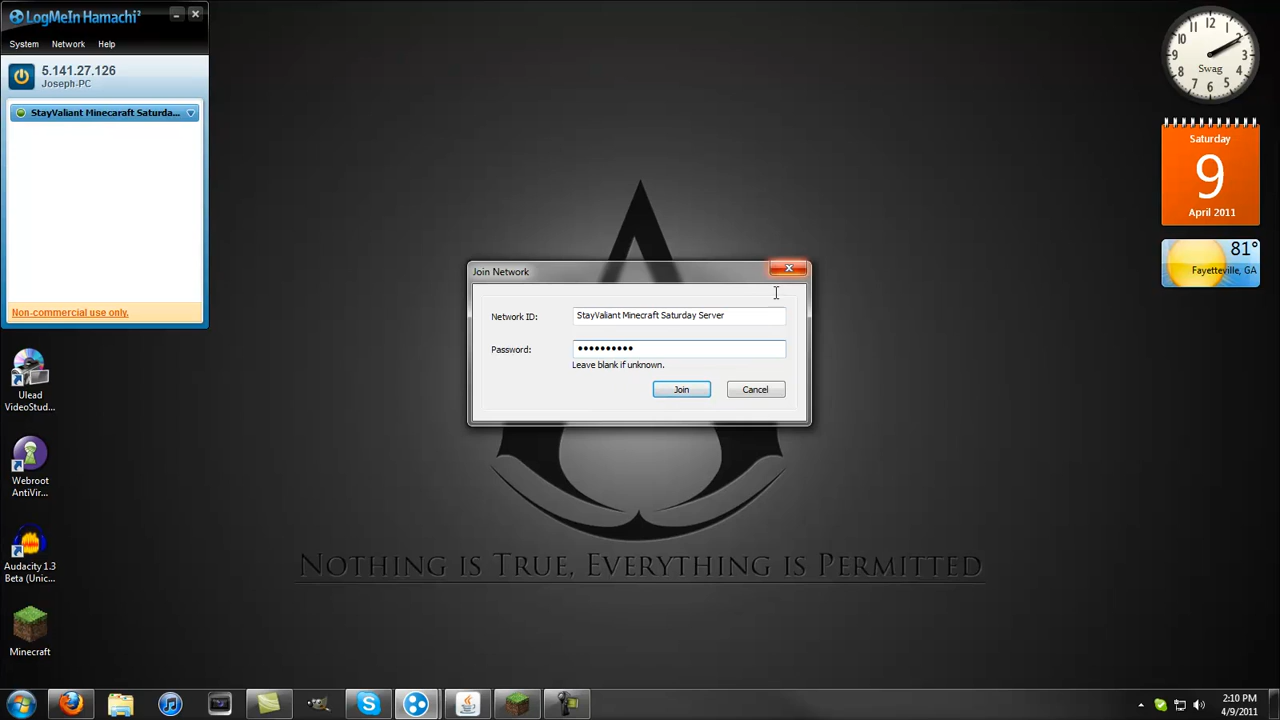 LogMeIn Hamachi²
System Network Help
5.141.27.126
Joseph-PC
StayValiant Minecaraft Saturda...
Non-commercial use only.
Ulead
VideoStud...
Webroot
AntiVir...
Audacity 1.3
Beta (Unic...
Minecraft
Join Network
Network ID: StayValiant Minecraft Saturday Server
Password: ●●●●●●●●●●
Leave blank if unknown.
Join Cancel
Nothing is True, Everything is Permitted
12
1
2
3
4
5
6
7
8
9
10
11
Swag
Saturday
9
April 2011
81°
Fayetteville, GA
2:10 PM
4/9/2011